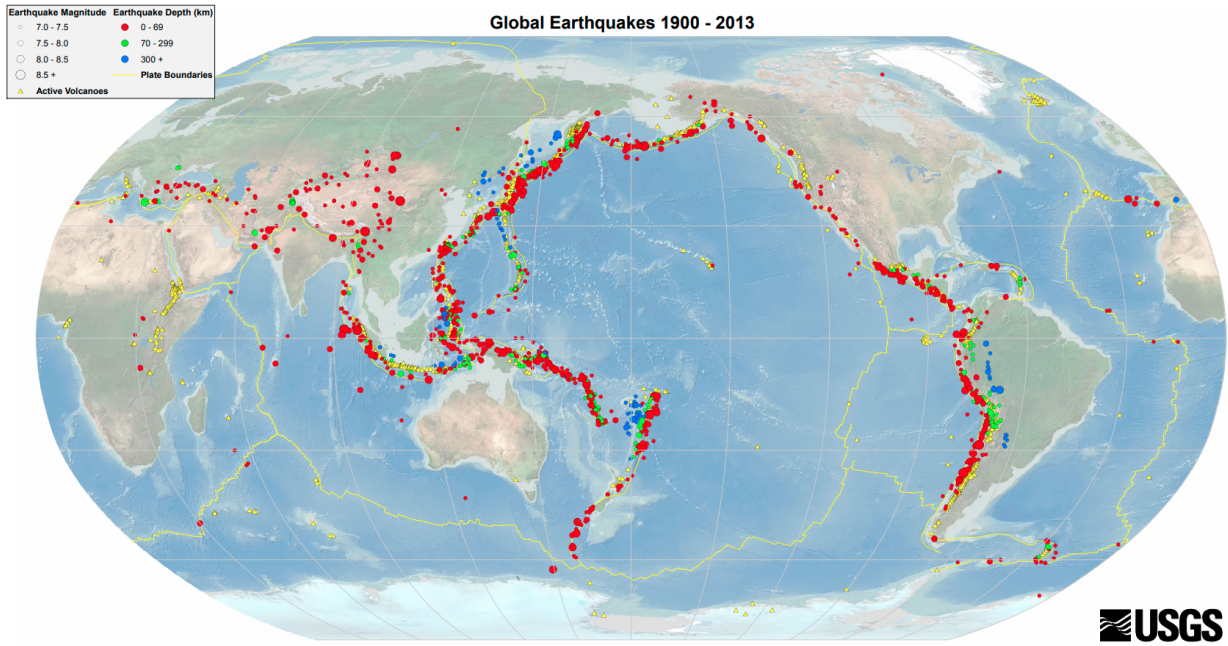 Global Earthquakes 1900 - 2013
Earthquake Magnitude
7.0 - 7.5
7.5 - 8.0
8.0 - 8.5
8.5 +
Active Volcanoes
Earthquake Depth (km)
0 - 69
70 - 299
300 +
Plate Boundaries
USGS